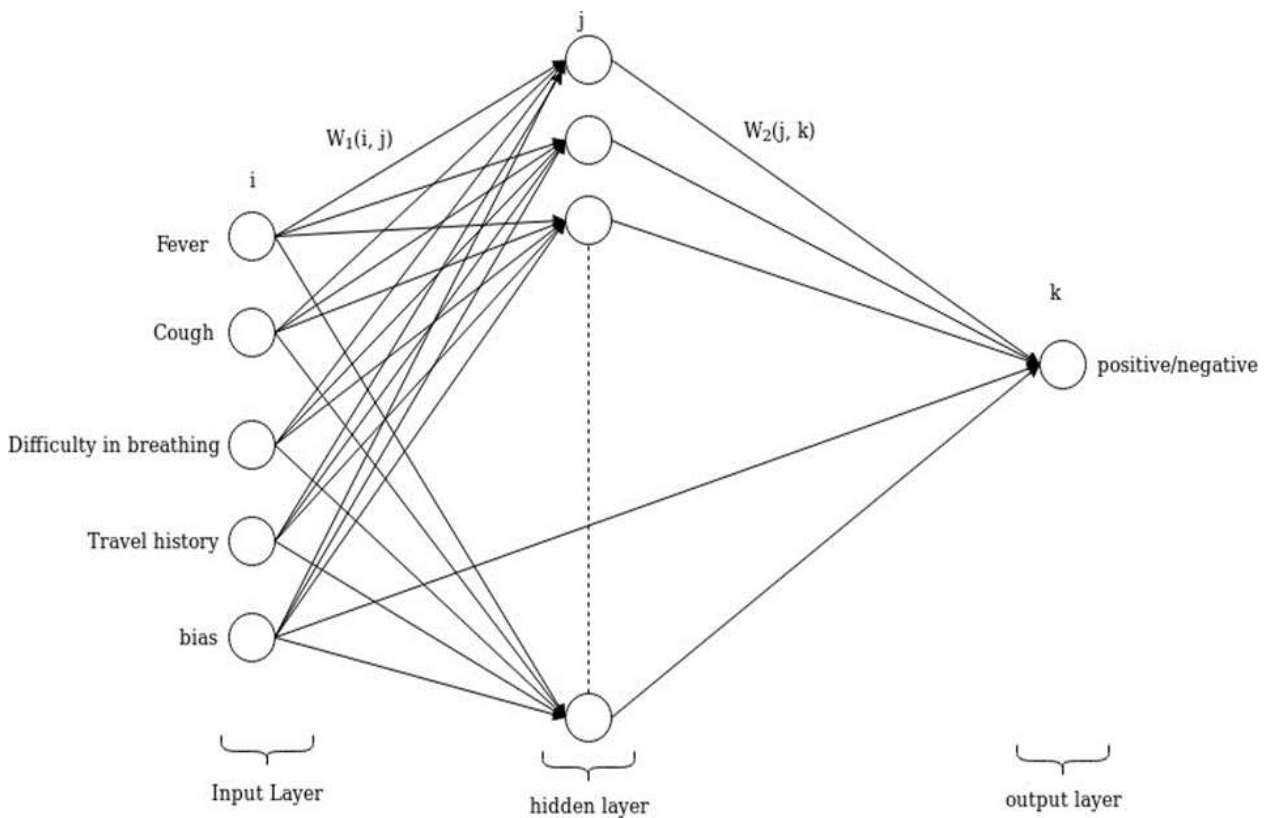 j
W₁(i, j)
W₂(j, k)
i
Fever
k
Cough
positive/negative
Difficulty in breathing
Travel history
bias
Input Layer
hidden layer
output layer